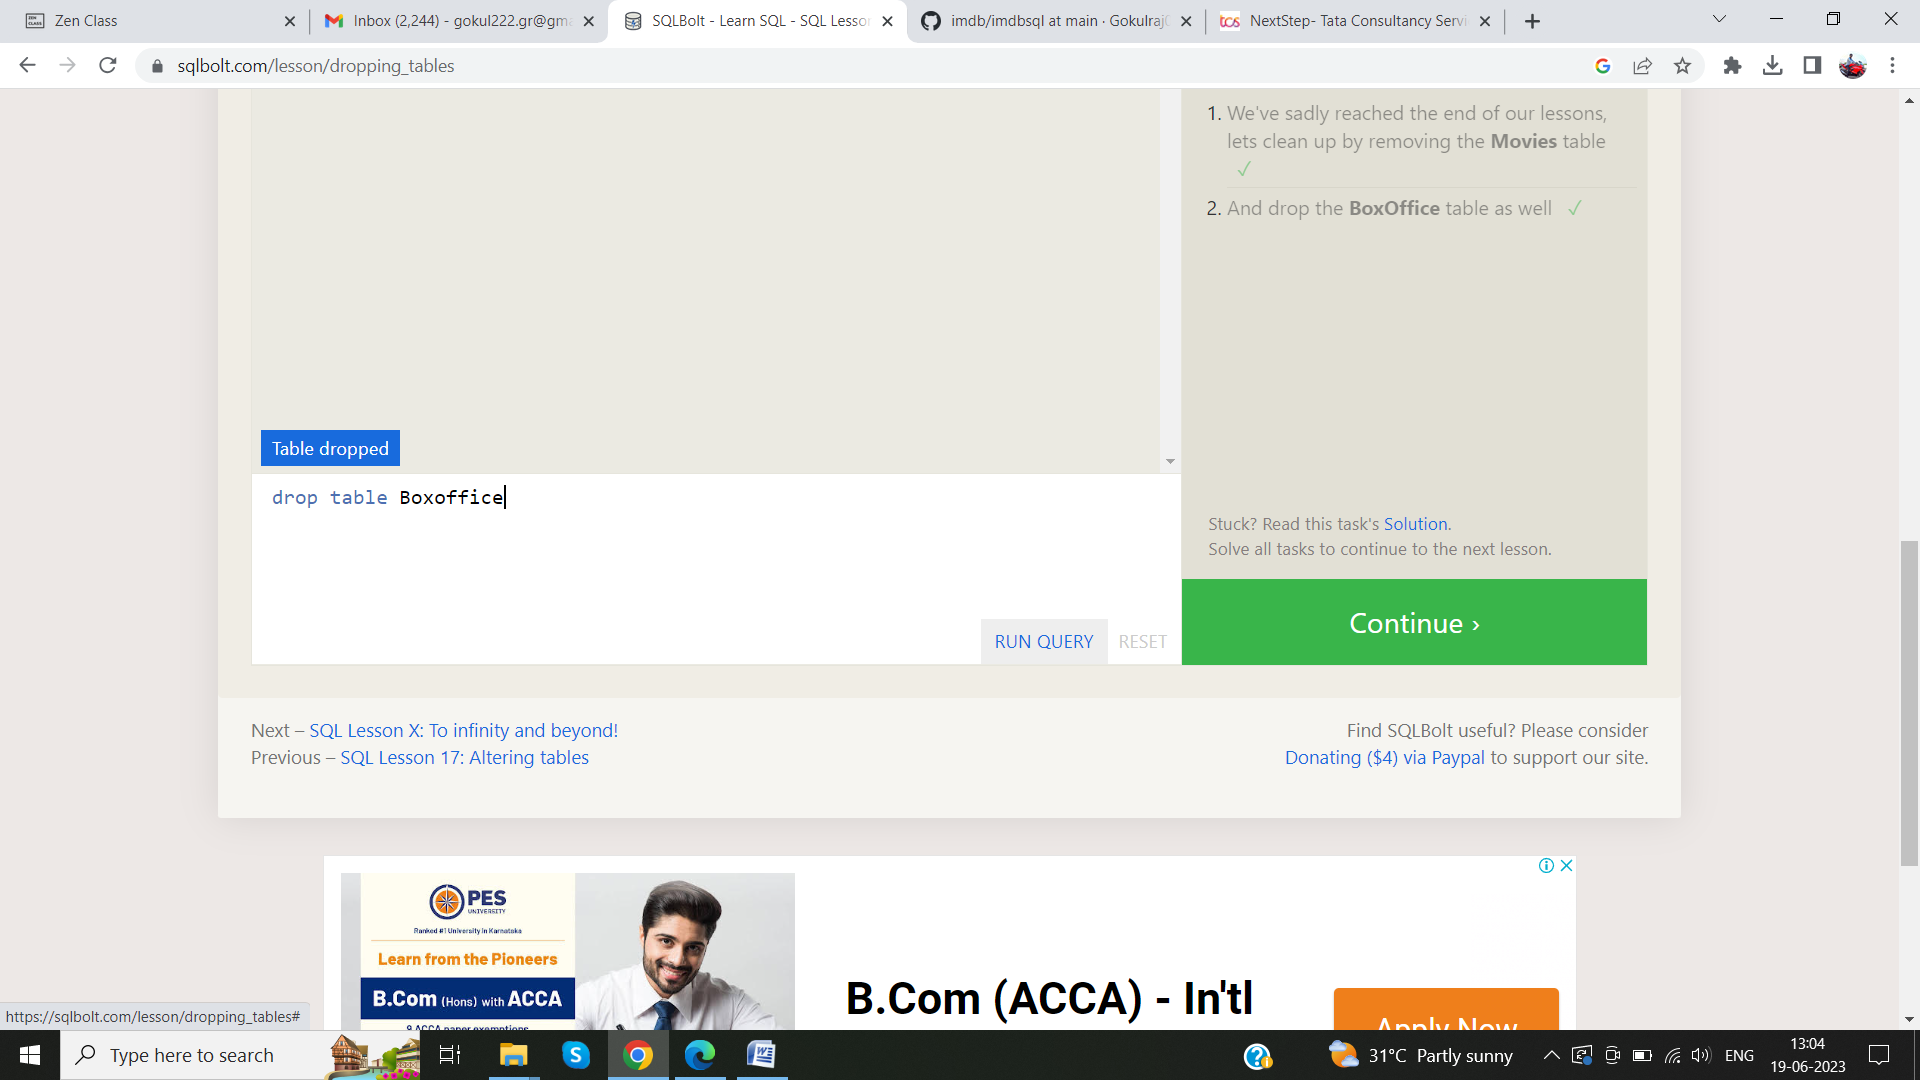 Zen Class
Inbox (2,244) - gokul222.gr@gma
SQLBolt - Learn SQL - SQL Lesson
imdb/imdbsql at main · Gokulraj
NextStep- Tata Consultancy Servi
sqlbolt.com/lesson/dropping_tables
1. We've sadly reached the end of our lessons,
lets clean up by removing the Movies table
✓
2. And drop the BoxOffice table as well ✓
Table dropped
drop table Boxoffice
RUN QUERY RESET
Stuck? Read this task's Solution.
Solve all tasks to continue to the next lesson.
Continue ›
Next – SQL Lesson X: To infinity and beyond!
Previous – SQL Lesson 17: Altering tables
Find SQLBolt useful? Please consider
Donating ($4) via Paypal to support our site.
PES
UNIVERSITY
Ranked #1 University in Karnataka
Learn from the Pioneers
B.Com (Hons) with ACCA
9 ACCA paper exemptions
B.Com (ACCA) - In'tl
Apply Now
https://sqlbolt.com/lesson/dropping_tables#
Type here to search
31°C Partly sunny
ENG
13:04
19-06-2023